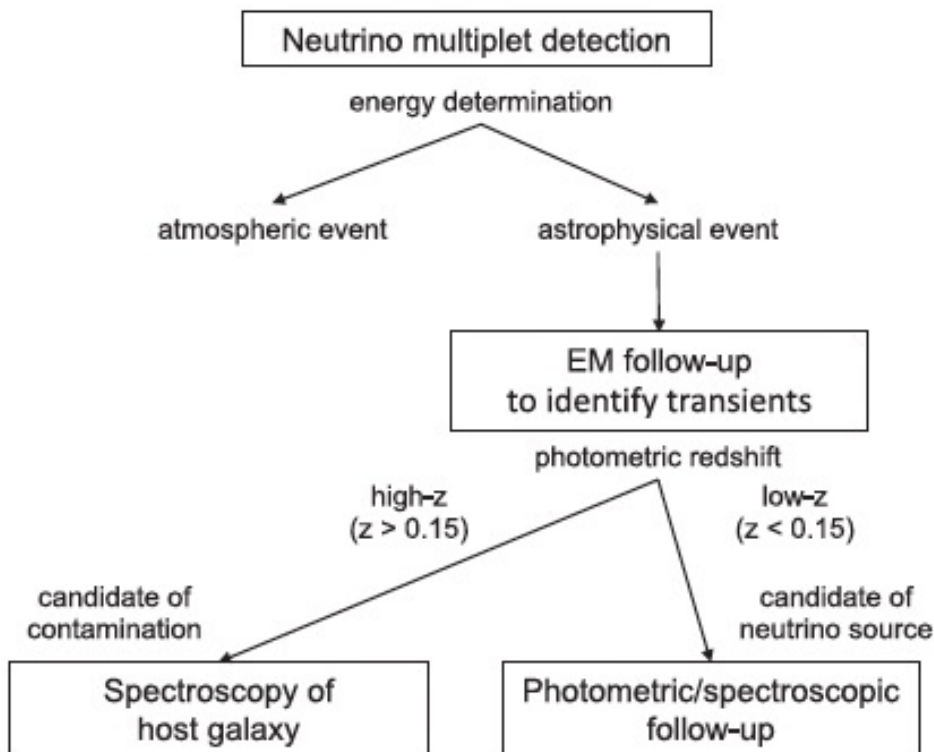 Neutrino multiplet detection
energy determination
atmospheric event
astrophysical event
EM follow-up
to identify transients
photometric redshift
high-z
(z > 0.15)
low-z
(z < 0.15)
candidate of
contamination
candidate of
neutrino source
Spectroscopy of
host galaxy
Photometric/spectroscopic
follow-up